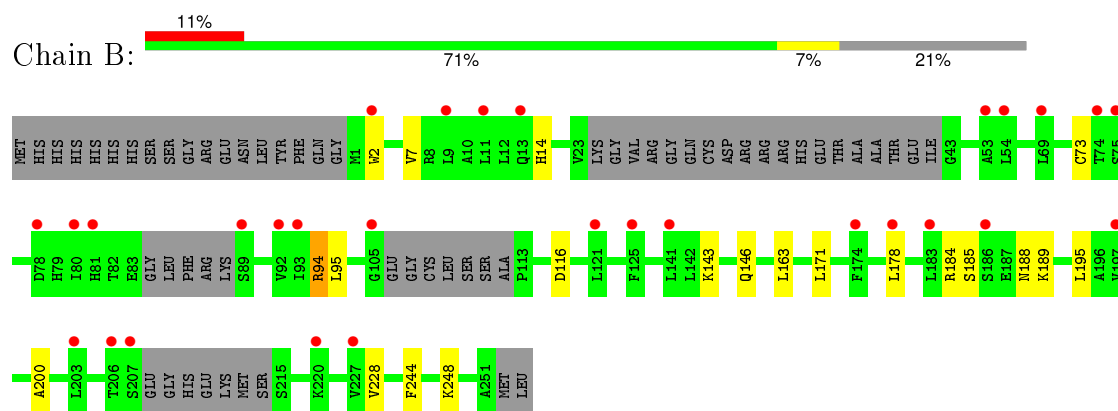 11%
Chain B:
71% 7% 21%
MET HIS HIS HIS HIS HIS HIS SER SER GLY ARG GLU ASN LEU TYR PHE GLN GLY M1 W2 V7 R8 L9 A10 L11 L12 Q13 H14 V23 LYS GLY VAL ARG GLY GLN CYS ASP ARG ARG ARG HIS GLU THR ALA ALA THR GLU ILE G43 A53 L54 L69 C73 T74 S75
D78 H79 I80 H81 T82 E83 GLY LEU PHE ARG LYS S89 V92 I93 R94 L95 G105 GLU GLY CYS LEU SER SER ALA P113 D116 L121 F125 L141 L142 K143 Q146 L163 L171 F174 L178 L183 R184 S185 S186 E187 N188 K189 L195 A196
A200 L203 T206 S207 GLU GLY HIS GLU LYS MET SER S215 K220 V227 V228 F244 K248 A251 MET LEU